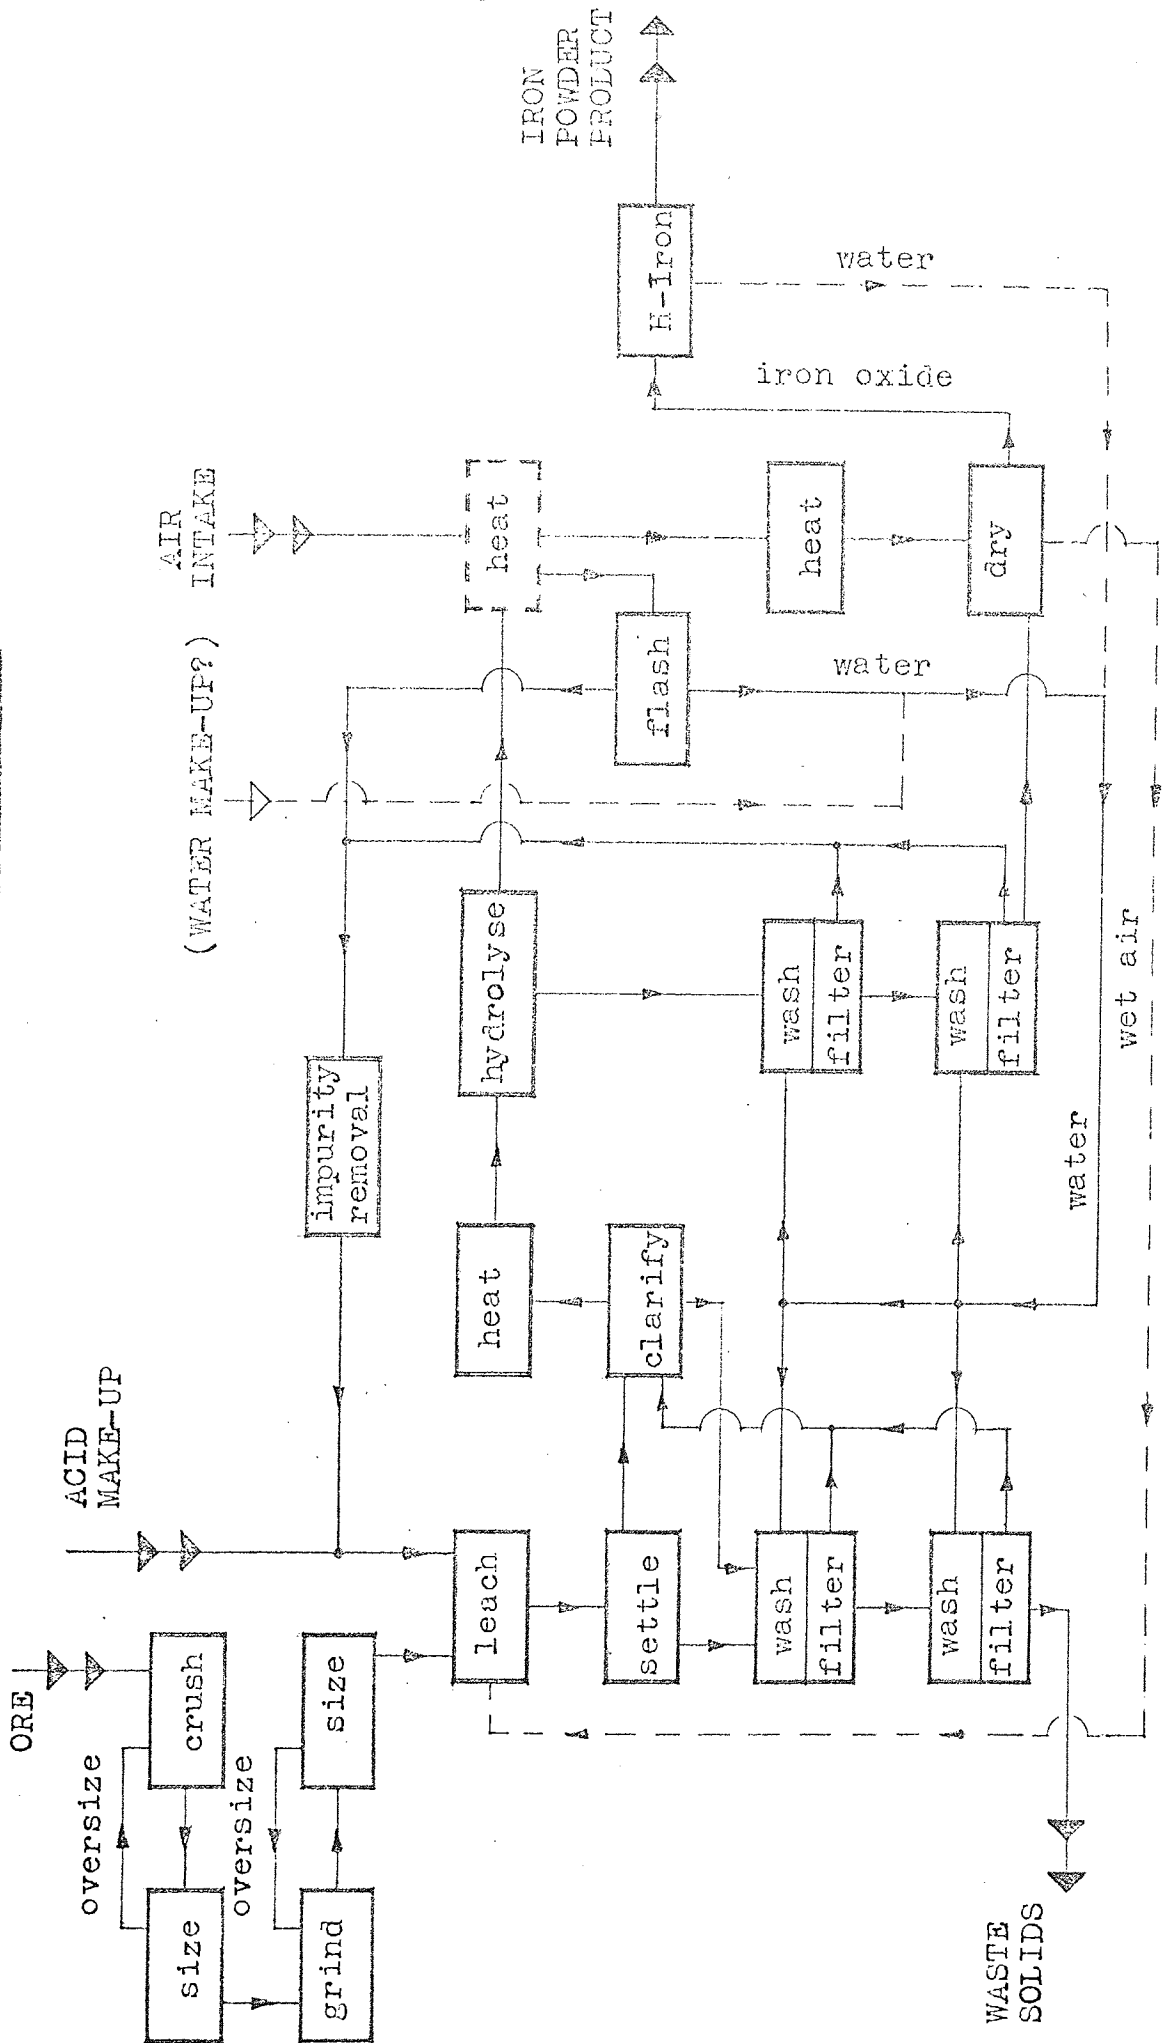 ORE
oversize
crush
size
oversize
size
grind
ACID
MAKE-UP
leach
settle
wash
filter
wash
filter
WASTE
SOLIDS
impurity
removal
heat
clarify
hydrolyse
wash
filter
wash
filter
water
wet air
(WATER MAKE-UP?)
AIR
INTAKE
heat
flash
water
heat
dry
iron oxide
H-Iron
water
IRON
POWDER
PRODUCT